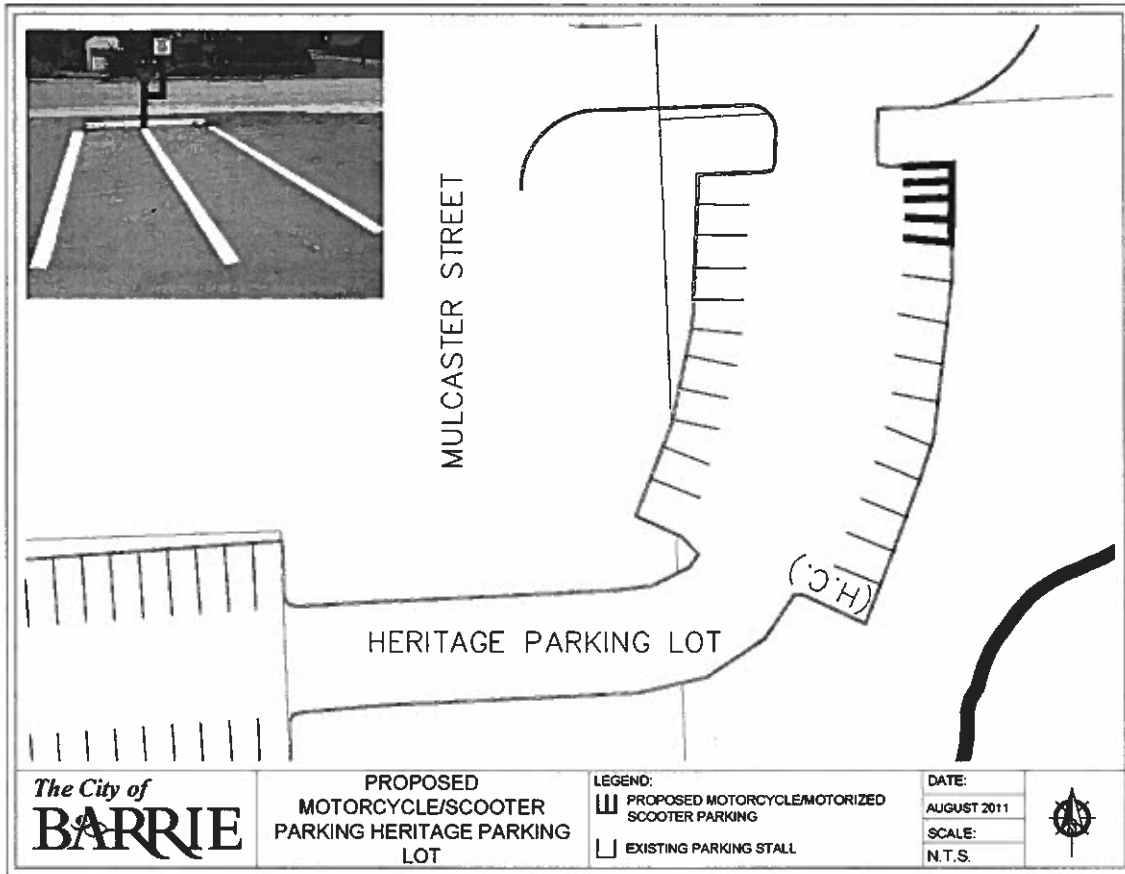 MULCASTER STREET
(H.C.)
HERITAGE PARKING LOT
The City of
BARRIE
PROPOSED
MOTORCYCLE/SCOOTER
PARKING HERITAGE PARKING
LOT
LEGEND:
PROPOSED MOTORCYCLE/MOTORIZED
SCOOTER PARKING
EXISTING PARKING STALL
DATE:
AUGUST 2011
SCALE:
N.T.S.